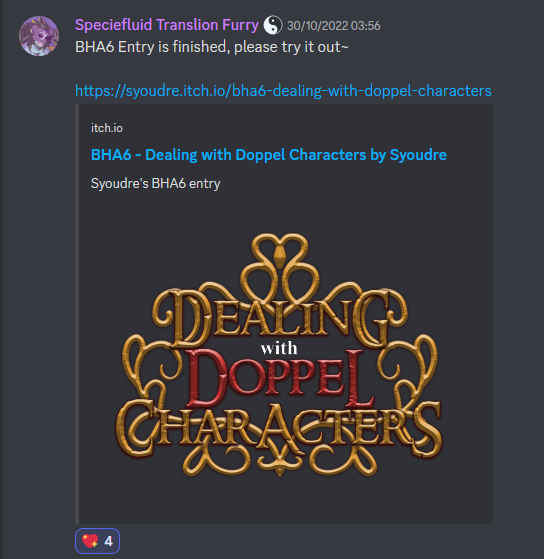 Speciefluid Translion Furry 30/10/2022 03:56
BHA6 Entry is finished, please try it out~
https://syoudre.itch.io/bha6-dealing-with-doppel-characters
itch.io
BHA6 - Dealing with Doppel Characters by Syoudre
Syoudre's BHA6 entry
DEALING
with
DOPPEL
CHARACTERS
4